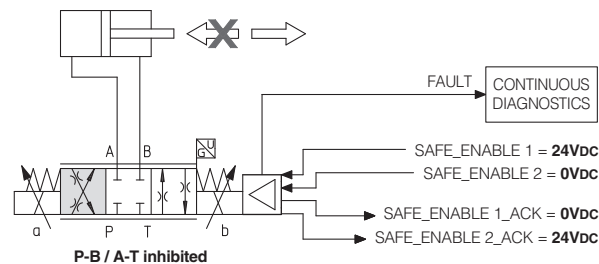 FAULT
CONTINUOUS
DIAGNOSTICS
A B
G U
SAFE_ENABLE 1 = 24VDC
SAFE_ENABLE 2 = 0VDC
SAFE_ENABLE 1_ACK = 0VDC
SAFE_ENABLE 2_ACK = 24VDC
a P T b
P-B / A-T inhibited